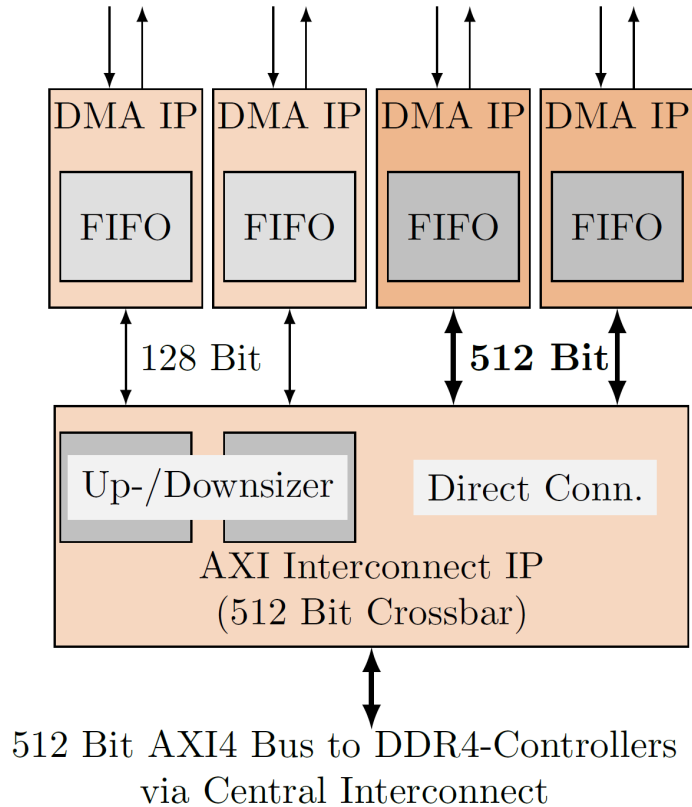 DMA IP
DMA IP
DMA IP
DMA IP
FIFO
FIFO
FIFO
FIFO
128 Bit
512 Bit
Up-/Downsizer
Direct Conn.
AXI Interconnect IP
(512 Bit Crossbar)
512 Bit AXI4 Bus to DDR4-Controllers
via Central Interconnect